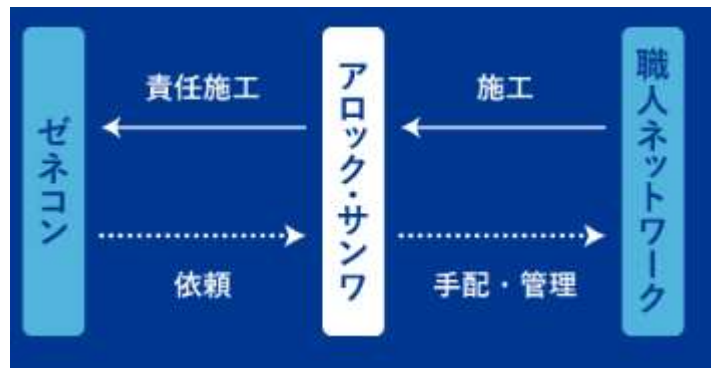 ゼネコン
責任施工
依頼
アロック・サンワ
施工
手配・管理
職人ネットワーク